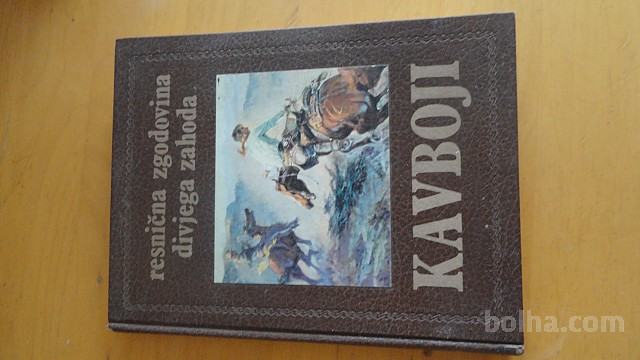 resnična zgodovina
divjega zahoda
KAVBOJI
bolha.com